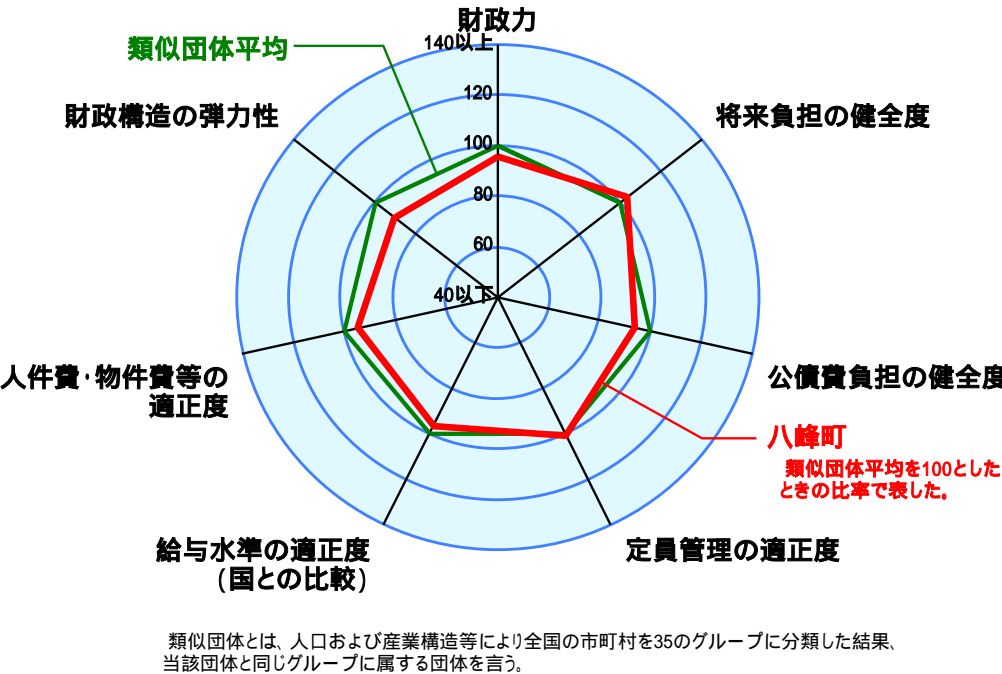 財政力
140以上
類似団体平均
120
財政構造の弾力性
将来負担の健全度
100
80
60
40以下
人件費・物件費等の
適正度
公債費負担の健全度
八峰町
類似団体平均を100とした
ときの比率で表した。
給与水準の適正度
(国との比較)
定員管理の適正度
類似団体とは、人口および産業構造等により全国の市町村を35のグループに分類した結果、
当該団体と同じグループに属する団体を言う。